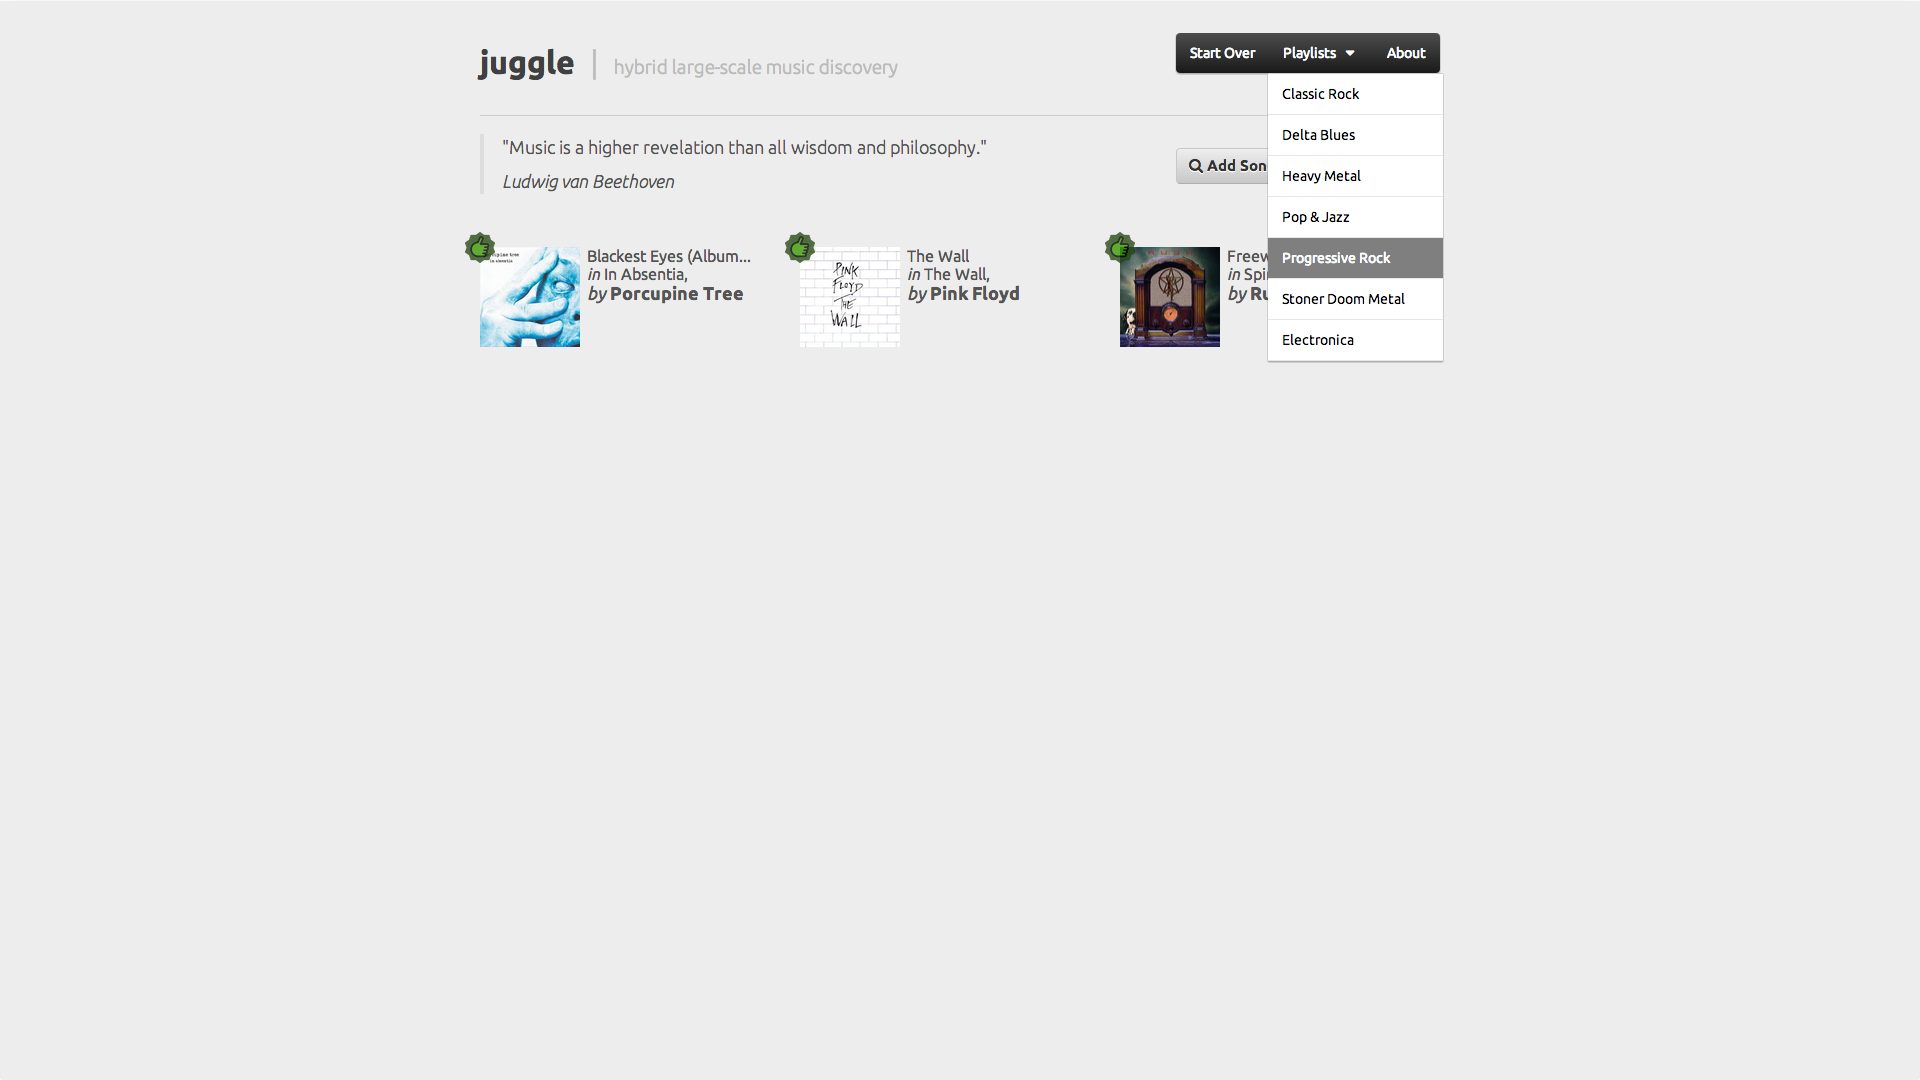 juggle
hybrid large-scale music discovery
Start Over Playlists About
Classic Rock
Delta Blues
Heavy Metal
Pop & Jazz
Progressive Rock
Stoner Doom Metal
Electronica
"Music is a higher revelation than all wisdom and philosophy."
Ludwig van Beethoven
Add Son
Blackest Eyes (Album...
in In Absentia,
by Porcupine Tree
PINK
FLOYD
THE
WALL
The Wall
in The Wall,
by Pink Floyd
Freew
in Spi
by Ru